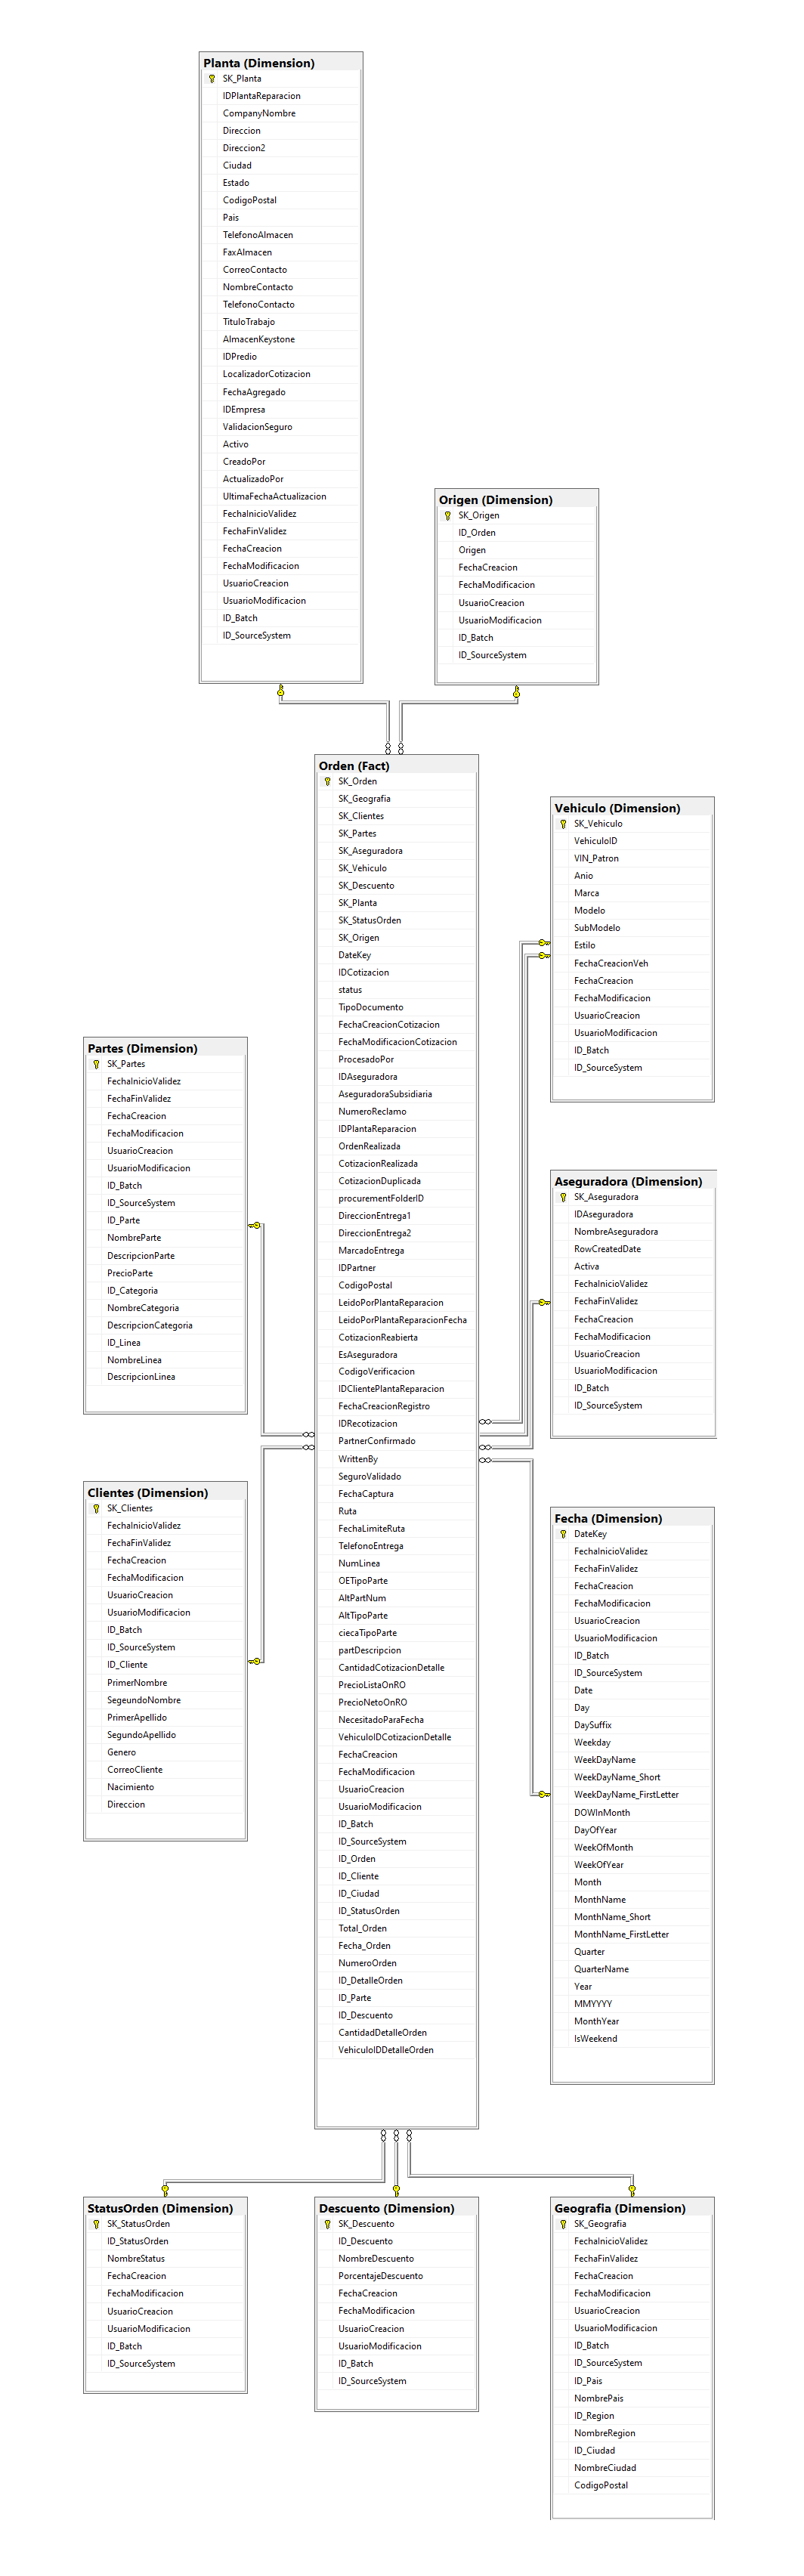 Planta (Dimension)
SK_Planta
IDPlantaReparacion
CompanyNombre
Direccion
Direccion2
Ciudad
Estado
CodigoPostal
Pais
TelefonoAlmacen
FaxAlmacen
CorreoContacto
NombreContacto
TelefonoContacto
TituloTrabajo
AlmacenKeystone
IDPredio
LocalizadorCotizacion
FechaAgregado
IDEmpresa
ValidacionSeguro
Activo
CreadoPor
ActualizadoPor
UltimaFechaActualizacion
FechaInicioValidez
FechaFinValidez
FechaCreacion
FechaModificacion
UsuarioCreacion
UsuarioModificacion
ID_Batch
ID_SourceSystem
Origen (Dimension)
SK_Origen
ID_Orden
Origen
FechaCreacion
FechaModificacion
UsuarioCreacion
UsuarioModificacion
ID_Batch
ID_SourceSystem
Orden (Fact)
SK_Orden
SK_Geografia
SK_Clientes
SK_Partes
SK_Aseguradora
SK_Vehiculo
SK_Descuento
SK_Planta
SK_StatusOrden
SK_Origen
DateKey
IDCotizacion
status
TipoDocumento
FechaCreacionCotizacion
FechaModificacionCotizacion
ProcesadoPor
IDAseguradora
AseguradoraSubsidiaria
NumeroReclamo
IDPlantaReparacion
OrdenRealizada
CotizacionRealizada
CotizacionDuplicada
procurementFolderID
DireccionEntrega1
DireccionEntrega2
MarcadoEntrega
IDPartner
CodigoPostal
LeidoPorPlantaReparacion
LeidoPorPlantaReparacionFecha
CotizacionReabierta
EsAseguradora
CodigoVerificacion
IDClientePlantaReparacion
FechaCreacionRegistro
IDRecotizacion
PartnerConfirmado
WrittenBy
SeguroValidado
FechaCaptura
Ruta
FechaLimiteRuta
TelefonoEntrega
NumLinea
OETipoParte
AltPartNum
AltTipoParte
ciecaTipoParte
partDescripcion
CantidadCotizacionDetalle
PrecioListaOnRO
PrecioNetoOnRO
NecesitadoParaFecha
VehiculoIDCotizacionDetalle
FechaCreacion
FechaModificacion
UsuarioCreacion
UsuarioModificacion
ID_Batch
ID_SourceSystem
ID_Orden
ID_Cliente
ID_Ciudad
ID_StatusOrden
Total_Orden
Fecha_Orden
NumeroOrden
ID_DetalleOrden
ID_Parte
ID_Descuento
CantidadDetalleOrden
VehiculoIDDetalleOrden
Vehiculo (Dimension)
SK_Vehiculo
VehiculoID
VIN_Patron
Anio
Marca
Modelo
SubModelo
Estilo
FechaCreacionVeh
FechaCreacion
FechaModificacion
UsuarioCreacion
UsuarioModificacion
ID_Batch
ID_SourceSystem
Partes (Dimension)
SK_Partes
FechaInicioValidez
FechaFinValidez
FechaCreacion
FechaModificacion
UsuarioCreacion
UsuarioModificacion
ID_Batch
ID_SourceSystem
ID_Parte
NombreParte
DescripcionParte
PrecioParte
ID_Categoria
NombreCategoria
DescripcionCategoria
ID_Linea
NombreLinea
DescripcionLinea
Aseguradora (Dimension)
SK_Aseguradora
IDAseguradora
NombreAseguradora
RowCreatedDate
Activa
FechaInicioValidez
FechaFinValidez
FechaCreacion
FechaModificacion
UsuarioCreacion
UsuarioModificacion
ID_Batch
ID_SourceSystem
Clientes (Dimension)
SK_Clientes
FechaInicioValidez
FechaFinValidez
FechaCreacion
FechaModificacion
UsuarioCreacion
UsuarioModificacion
ID_Batch
ID_SourceSystem
ID_Cliente
PrimerNombre
SegeundoNombre
PrimerApellido
SegundoApellido
Genero
CorreoCliente
Nacimiento
Direccion
Fecha (Dimension)
DateKey
FechaInicioValidez
FechaFinValidez
FechaCreacion
FechaModificacion
UsuarioCreacion
UsuarioModificacion
ID_Batch
ID_SourceSystem
Date
Day
DaySuffix
Weekday
WeekDayName
WeekDayName_Short
WeekDayName_FirstLetter
DOWInMonth
DayOfYear
WeekOfMonth
WeekOfYear
Month
MonthName
MonthName_Short
MonthName_FirstLetter
Quarter
QuarterName
Year
MMYYYY
MonthYear
IsWeekend
StatusOrden (Dimension)
SK_StatusOrden
ID_StatusOrden
NombreStatus
FechaCreacion
FechaModificacion
UsuarioCreacion
UsuarioModificacion
ID_Batch
ID_SourceSystem
Descuento (Dimension)
SK_Descuento
ID_Descuento
NombreDescuento
PorcentajeDescuento
FechaCreacion
FechaModificacion
UsuarioCreacion
UsuarioModificacion
ID_Batch
ID_SourceSystem
Geografia (Dimension)
SK_Geografia
FechaInicioValidez
FechaFinValidez
FechaCreacion
FechaModificacion
UsuarioCreacion
UsuarioModificacion
ID_Batch
ID_SourceSystem
ID_Pais
NombrePais
ID_Region
NombreRegion
ID_Ciudad
NombreCiudad
CodigoPostal